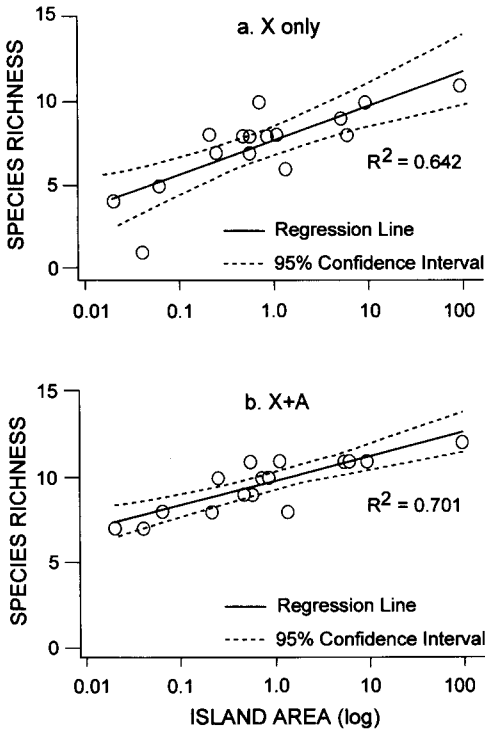 a. X only
SPECIES RICHNESS
15
10
5
0
R² = 0.642
Regression Line
95% Confidence Interval
0.01 0.1 1.0 10 100
b. X+A
SPECIES RICHNESS
15
10
5
0
R² = 0.701
Regression Line
95% Confidence Interval
0.01 0.1 1.0 10 100
ISLAND AREA (log)